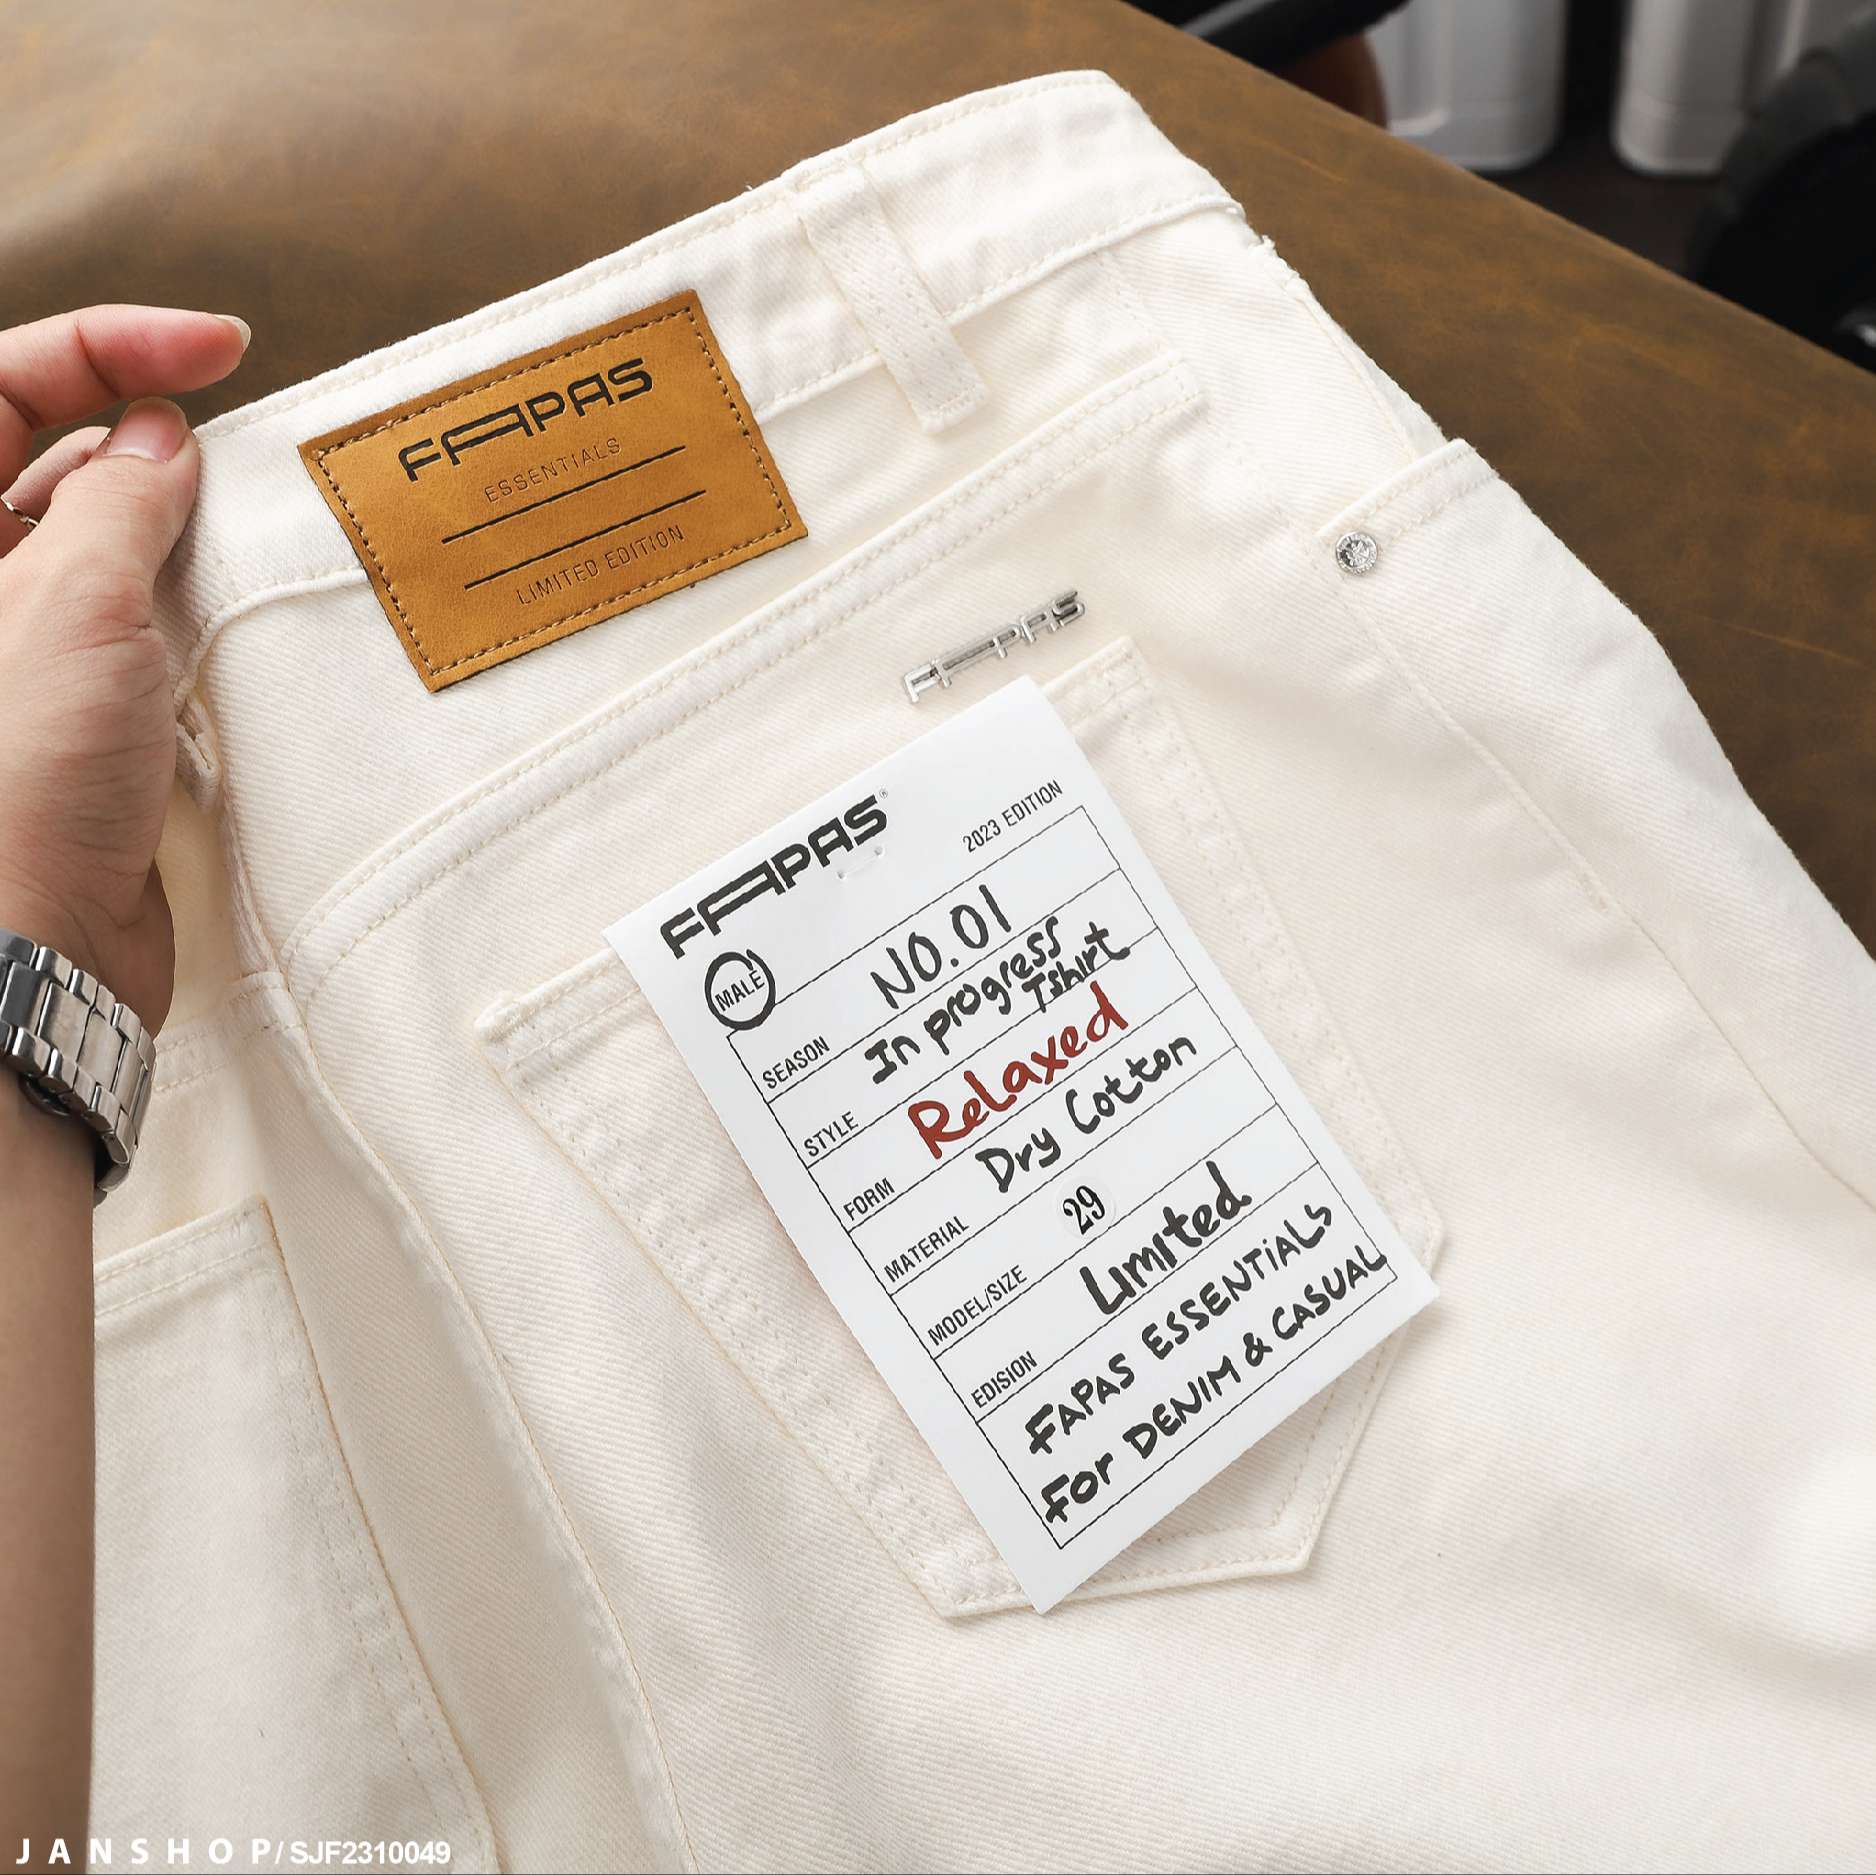 FAPAS
ESSENTIALS
LIMITED EDITION
FAPAS
FAPAS®
2023 EDITION
MALE
SEASON NO.01
STYLE In progress Tshirt
FORM Relaxed
MATERIAL Dry Cotton
MODEL/SIZE 29
EDISION Limited
FAPAS ESSENTIALS
For DENIM & CASUAL
JANSHOP/SJF2310049